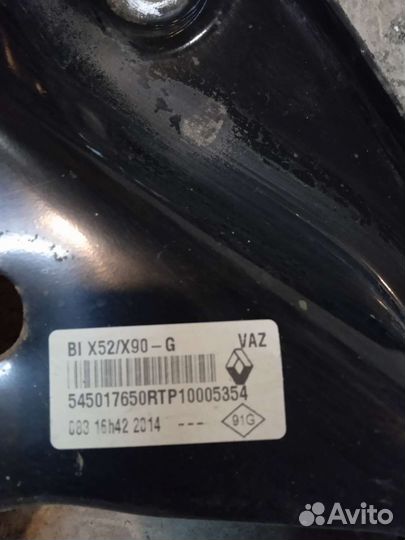 BI X52/X90-G VAZ
545017650RTP10005354
083 16h42 2014 --- 91G
Avito